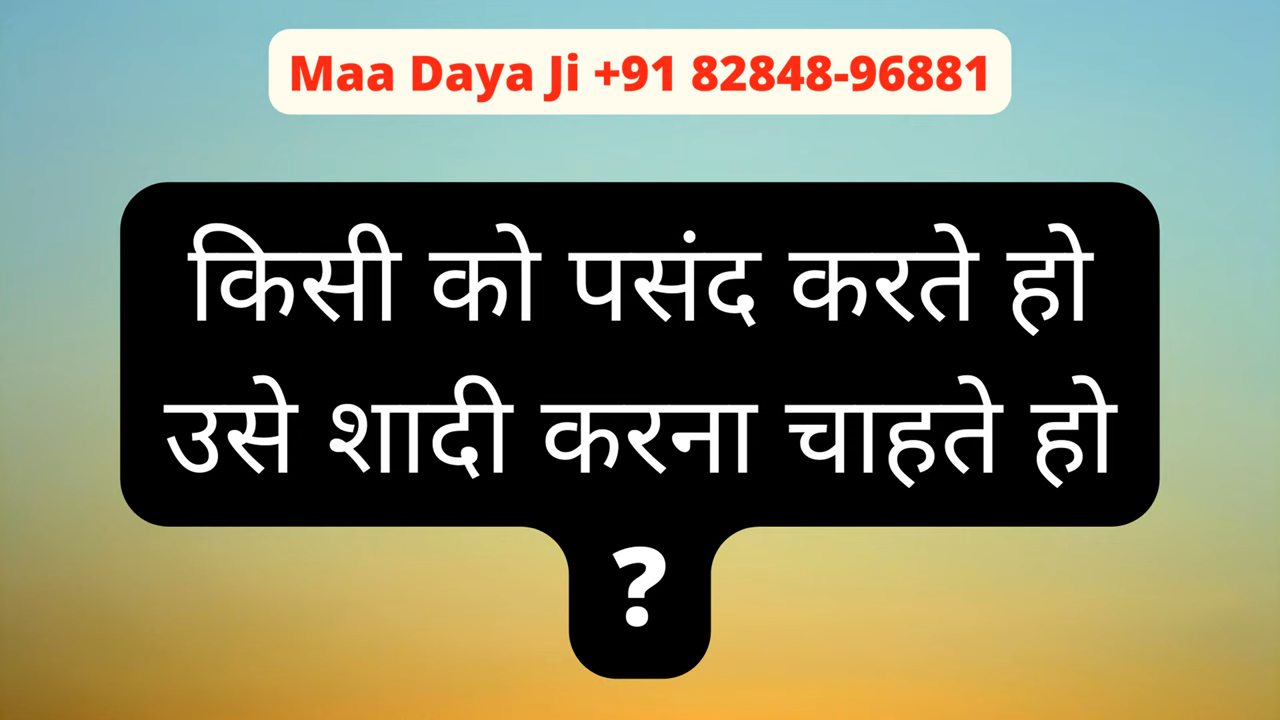 Maa Daya Ji +91 82848-96881
किसी को पसंद करते हो
उसे शादी करना चाहते हो
?